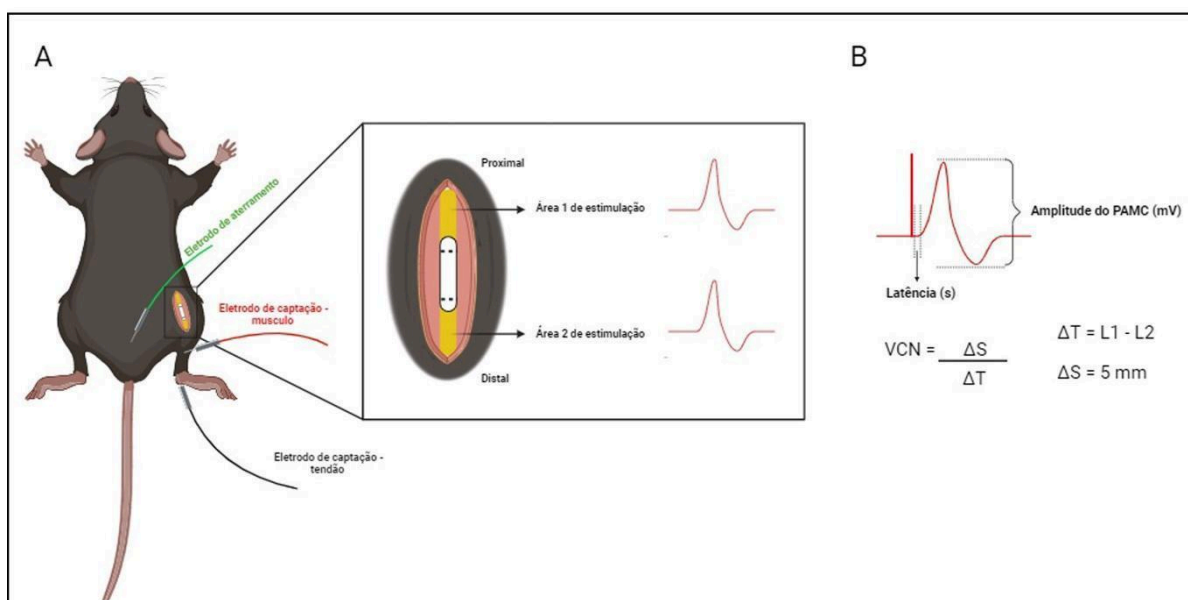 A
B
Eletrodo de aterramento
Proximal
Área 1 de estimulação
Eletrodo de captação -
musculo
Área 2 de estimulação
Distal
Eletrodo de captação -
tendão
Amplitude do PAMC (mV)
Latência (s)
VCN = ΔS
ΔT
ΔT = L1 - L2
ΔS = 5 mm